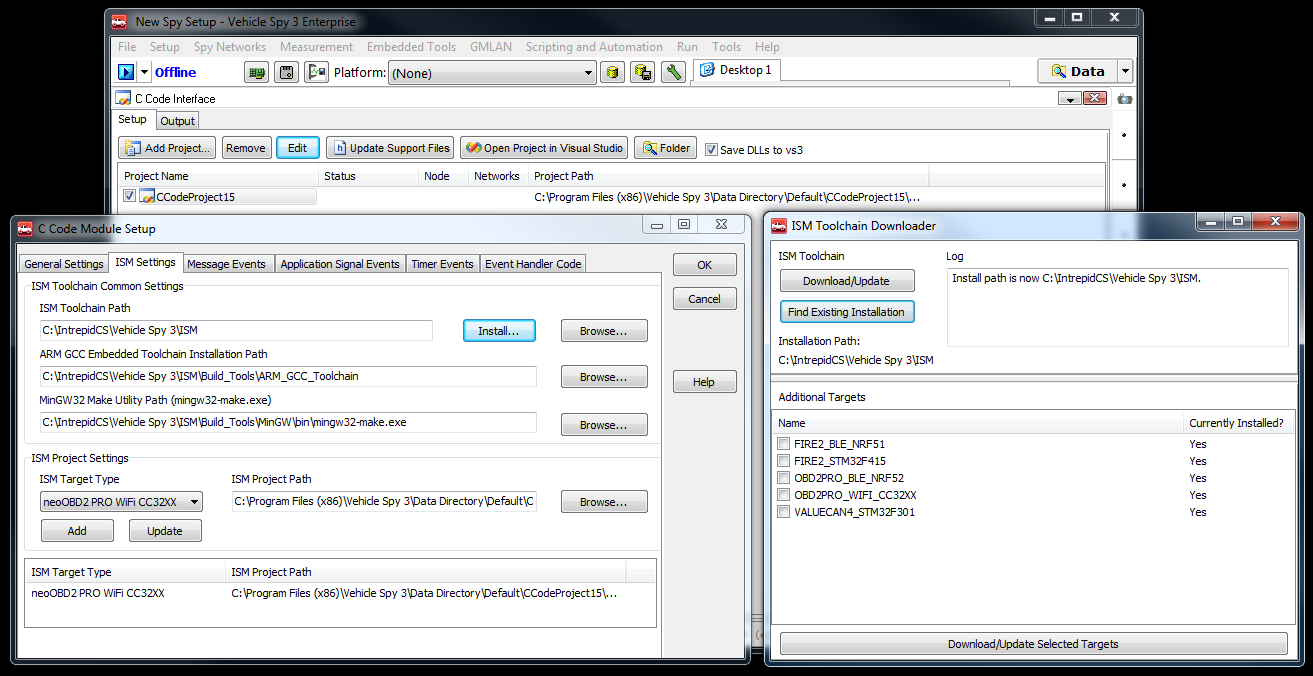 New Spy Setup - Vehicle Spy 3 Enterprise
File Setup Spy Networks Measurement Embedded Tools GMLAN Scripting and Automation Run Tools Help
Offline Platform: (None) Desktop 1 Data
C Code Interface
Setup Output
Add Project... Remove Edit Update Support Files Open Project in Visual Studio Folder Save DLLs to vs3
Project Name Status Node Networks Project Path
CCodeProject15 C:\Program Files (x86)\Vehicle Spy 3\Data Directory\Default\CCodeProject15\...
C Code Module Setup
General Settings ISM Settings Message Events Application Signal Events Timer Events Event Handler Code
OK
Cancel
Help
ISM Toolchain Common Settings
ISM Toolchain Path
C:\IntrepidCS\Vehicle Spy 3\ISM Install... Browse...
ARM GCC Embedded Toolchain Installation Path
C:\IntrepidCS\Vehicle Spy 3\ISM\Build_Tools\ARM_GCC_Toolchain Browse...
MinGW32 Make Utility Path (mingw32-make.exe)
C:\IntrepidCS\Vehicle Spy 3\ISM\Build_Tools\MinGW\bin\mingw32-make.exe Browse...
ISM Project Settings
ISM Target Type ISM Project Path
neoOBD2 PRO WiFi CC32XX C:\Program Files (x86)\Vehicle Spy 3\Data Directory\Default\C Browse...
Add Update
ISM Target Type ISM Project Path
neoOBD2 PRO WiFi CC32XX C:\Program Files (x86)\Vehicle Spy 3\Data Directory\Default\CCodeProject15\...
ISM Toolchain Downloader
ISM Toolchain Log
Download/Update Install path is now C:\IntrepidCS\Vehicle Spy 3\ISM.
Find Existing Installation
Installation Path:
C:\IntrepidCS\Vehicle Spy 3\ISM
Additional Targets
Name Currently Installed?
FIRE2_BLE_NRF51 Yes
FIRE2_STM32F415 Yes
OBD2PRO_BLE_NRF52 Yes
OBD2PRO_WIFI_CC32XX Yes
VALUECAN4_STM32F301 Yes
Download/Update Selected Targets